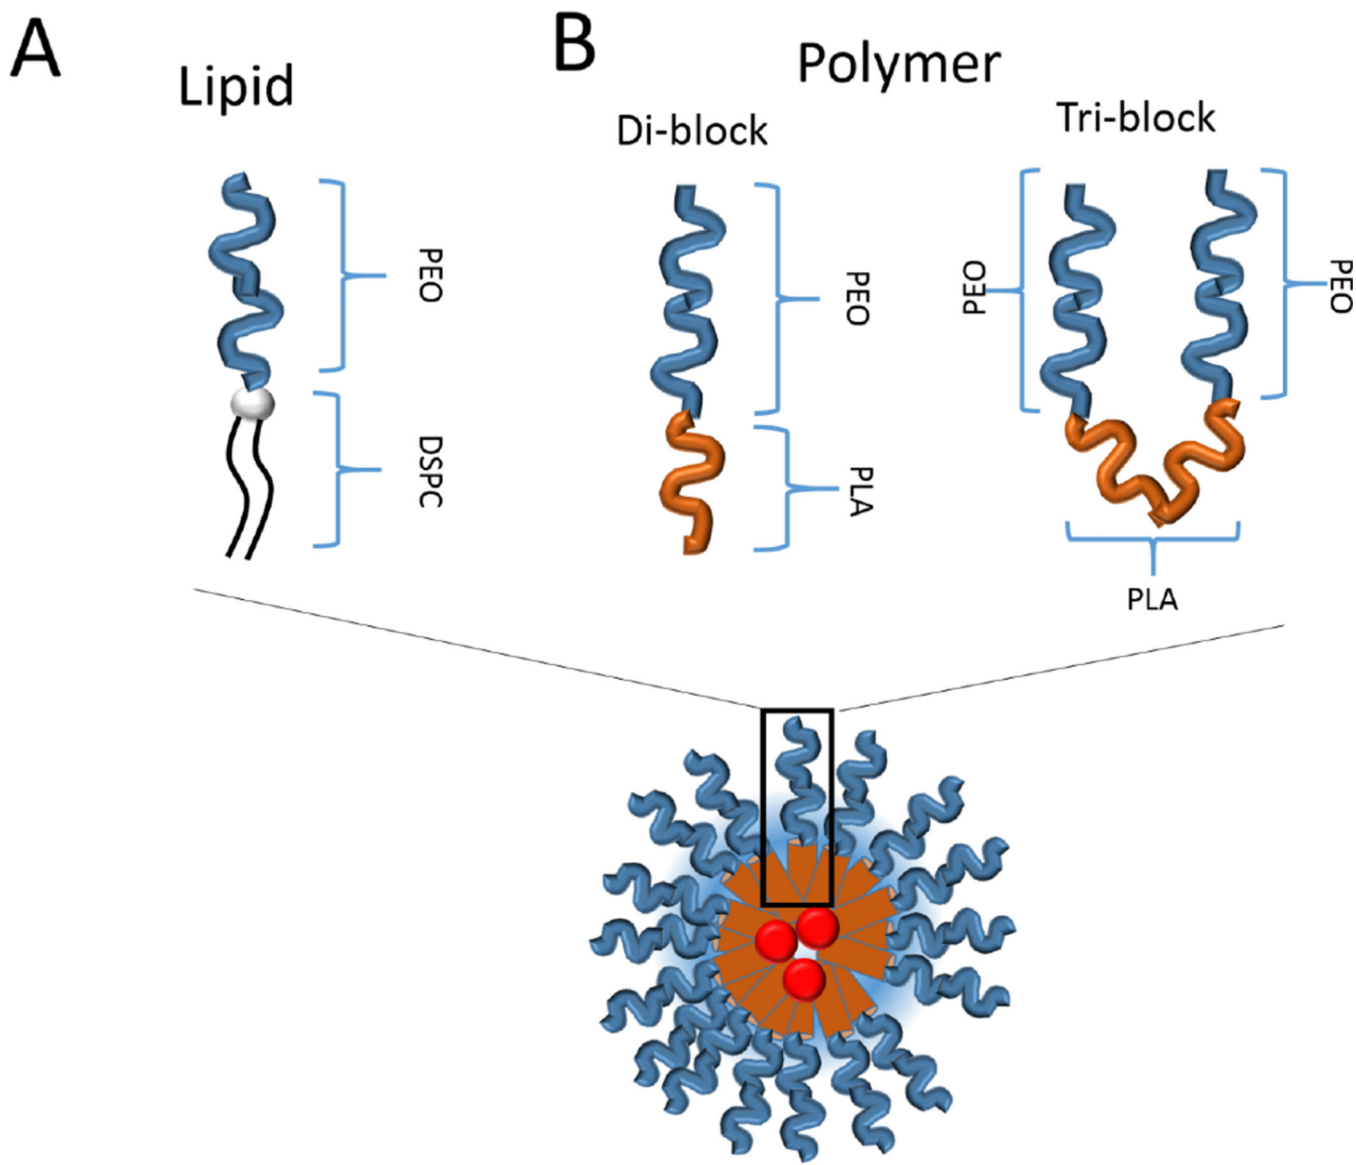 A
Lipid
PEO
DSPC
B
Polymer
Di-block
PEO
PLA
Tri-block
PEO
PEO
PLA